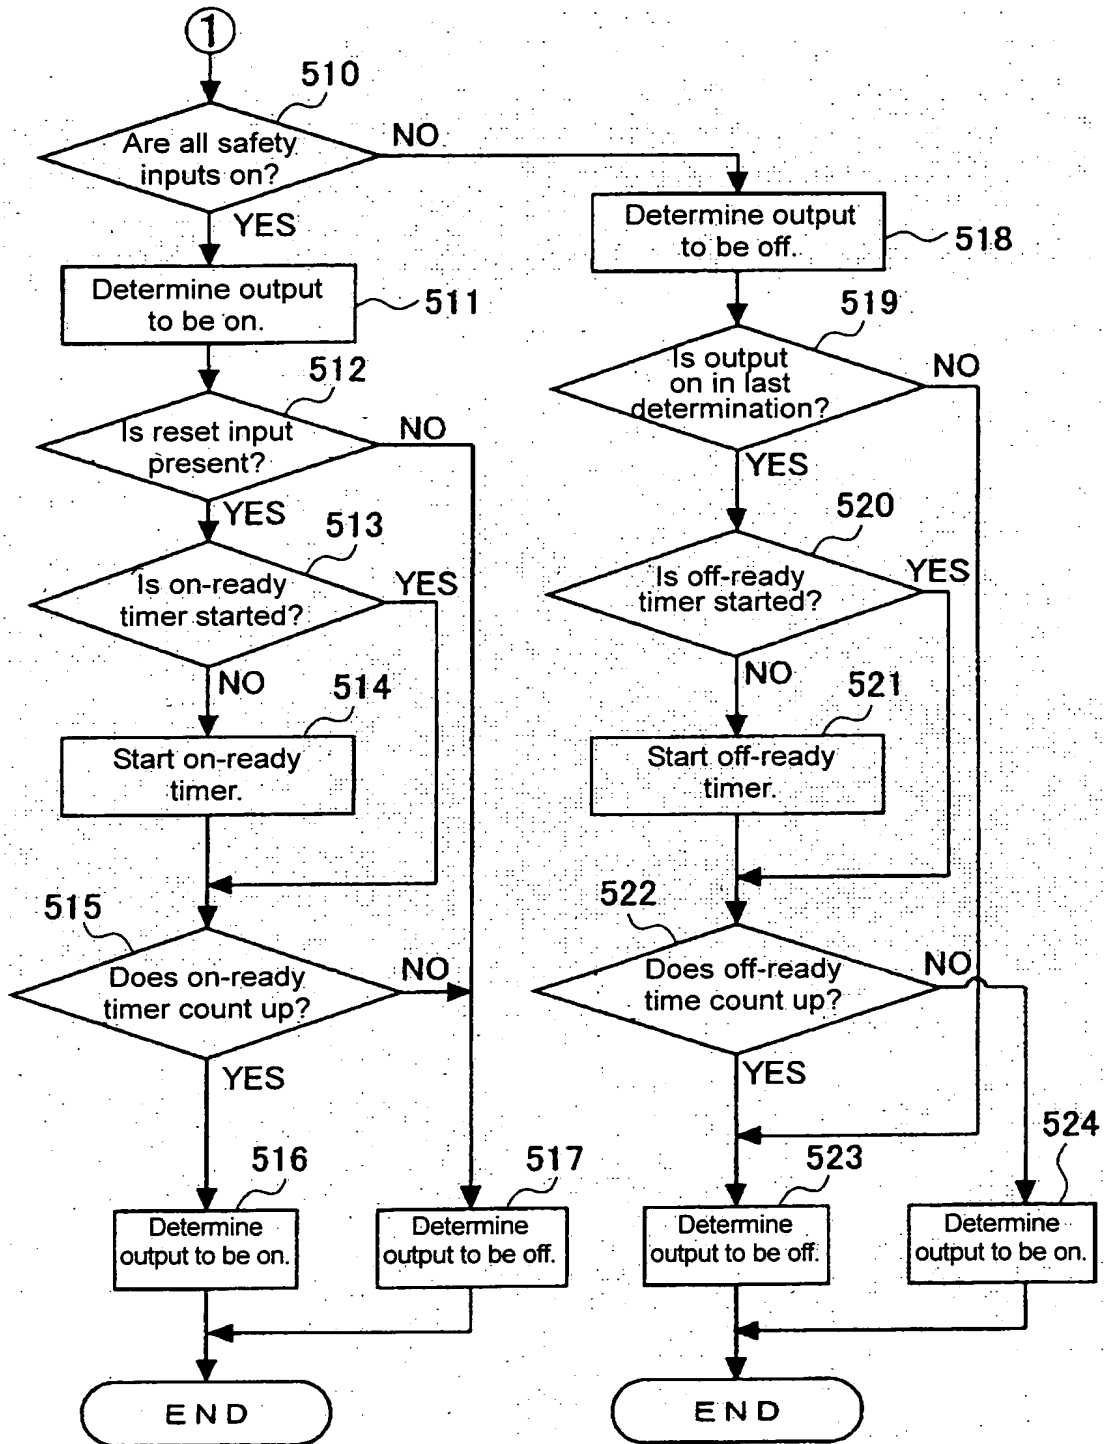 1
510
Are all safety
inputs on?
NO
YES
Determine output
to be on.
511
Determine output
to be off.
518
512
Is reset input
present?
NO
YES
519
Is output
on in last
determination?
NO
YES
513
Is on-ready
timer started?
YES
NO
520
Is off-ready
timer started?
YES
NO
514
Start on-ready
timer.
521
Start off-ready
timer.
515
Does on-ready
timer count up?
NO
YES
522
Does off-ready
time count up?
NO
YES
516
Determine
output to be on.
517
Determine
output to be off.
523
Determine
output to be off.
524
Determine
output to be on.
END
END